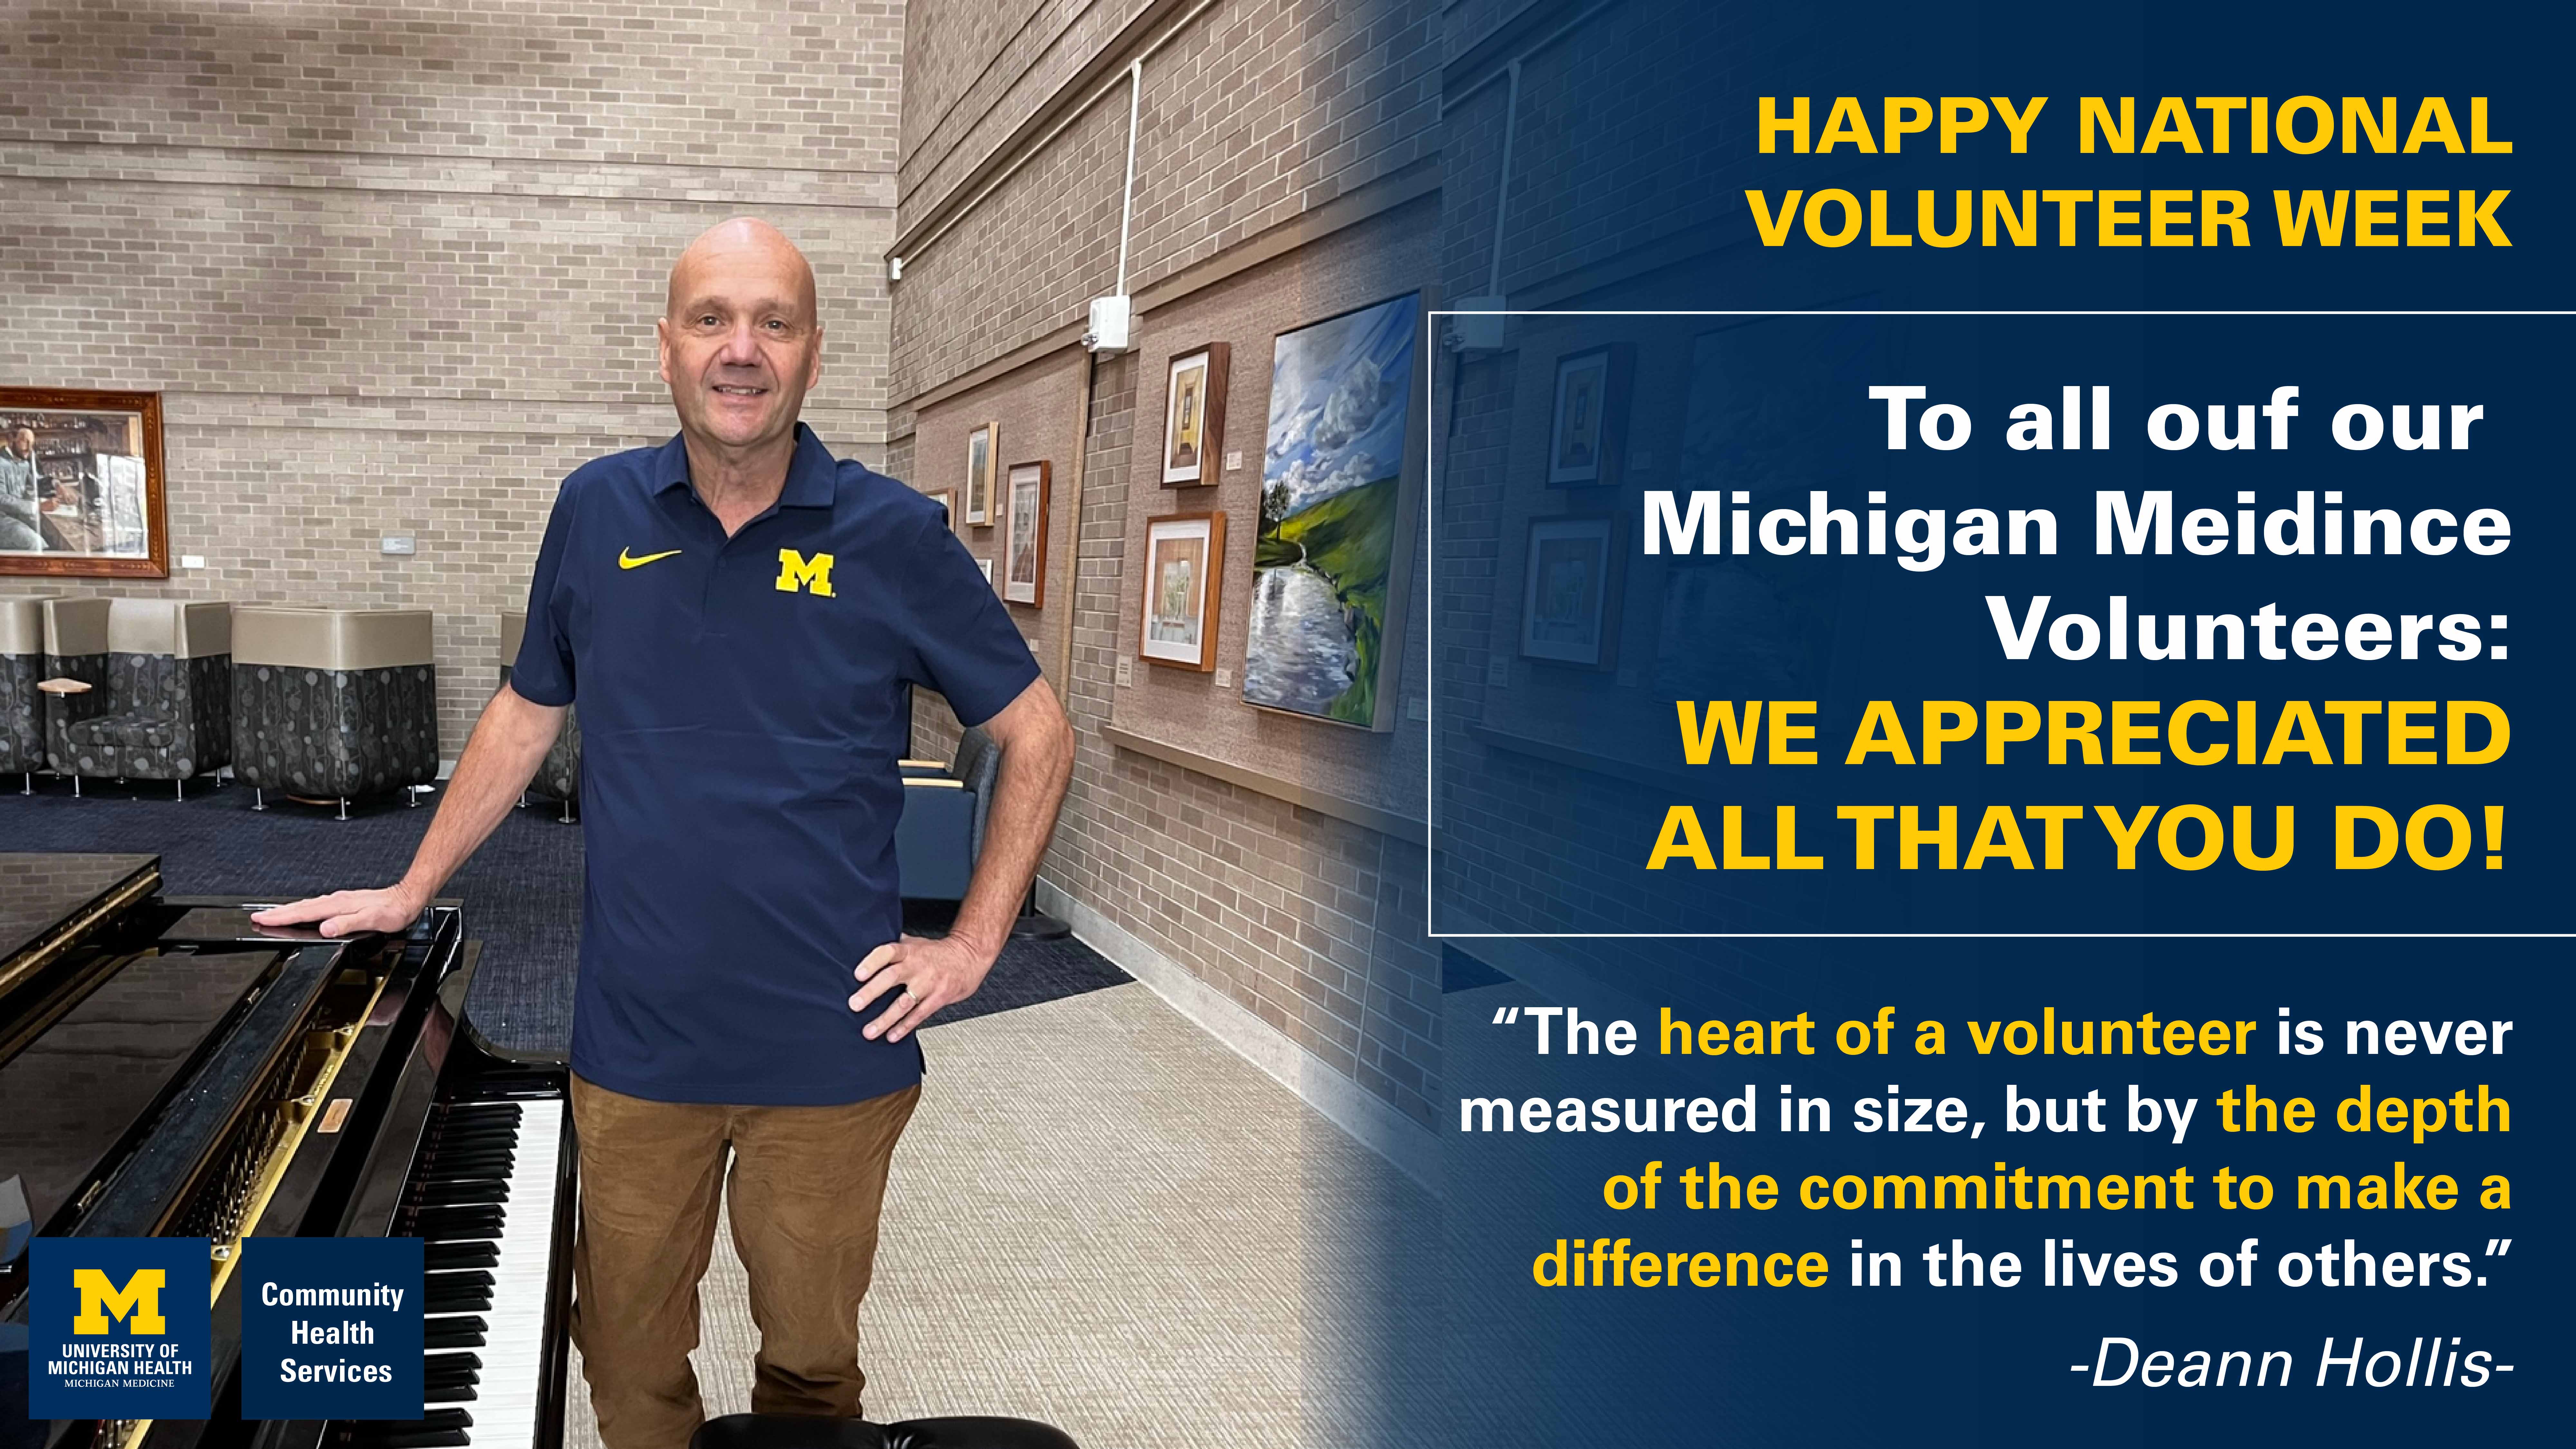 HAPPY NATIONAL
VOLUNTEER WEEK
To all ouf our
Michigan Meidince
Volunteers:
WE APPRECIATED
ALL THAT YOU DO!
“The heart of a volunteer is never
measured in size, but by the depth
of the commitment to make a
difference in the lives of others.”
-Deann Hollis-
M
M
UNIVERSITY OF
MICHIGAN HEALTH
MICHIGAN MEDICINE
Community
Health
Services